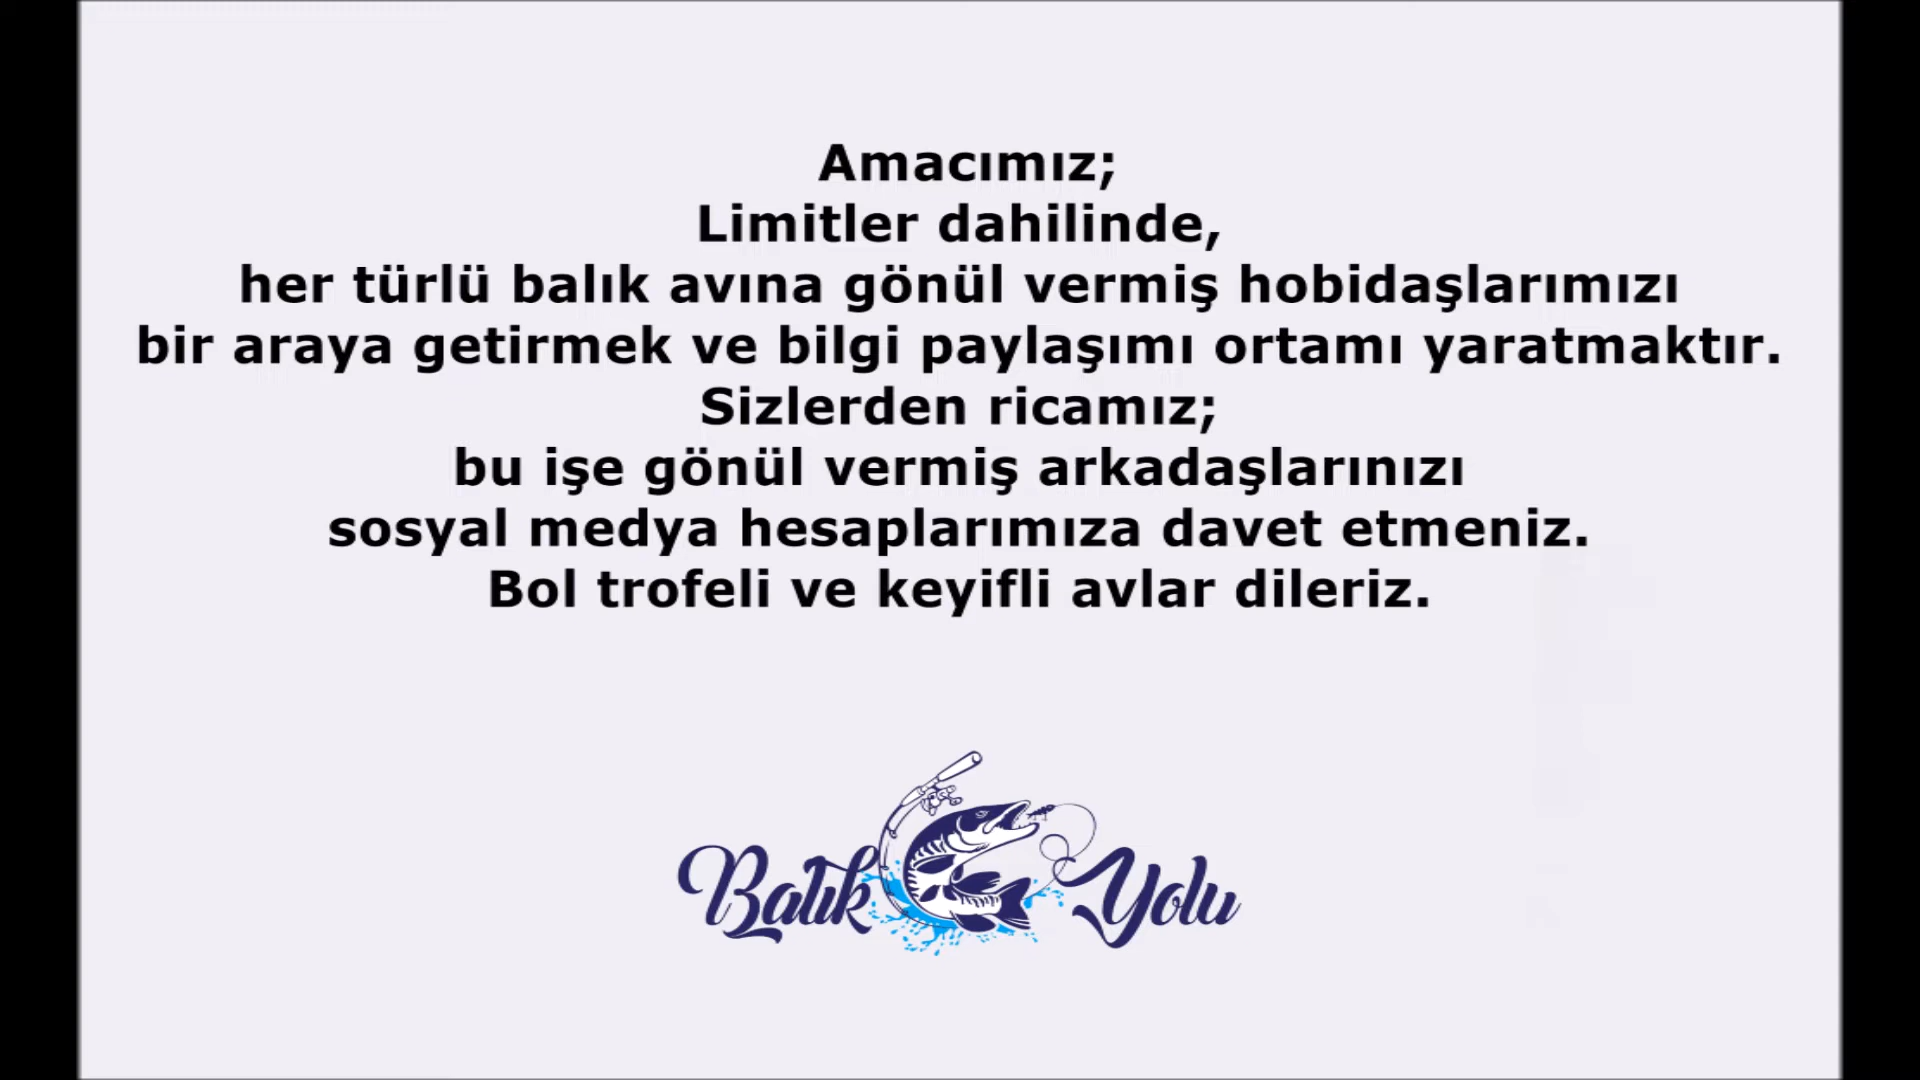 Amacımız;
Limitler dahilinde,
her türlü balık avına gönül vermiş hobidaşlarımızı
bir araya getirmek ve bilgi paylaşımı ortamı yaratmaktır.
Sizlerden ricamız;
bu işe gönül vermiş arkadaşlarınızı
sosyal medya hesaplarımıza davet etmeniz.
Bol trofeli ve keyifli avlar dileriz.
Balık Yolu